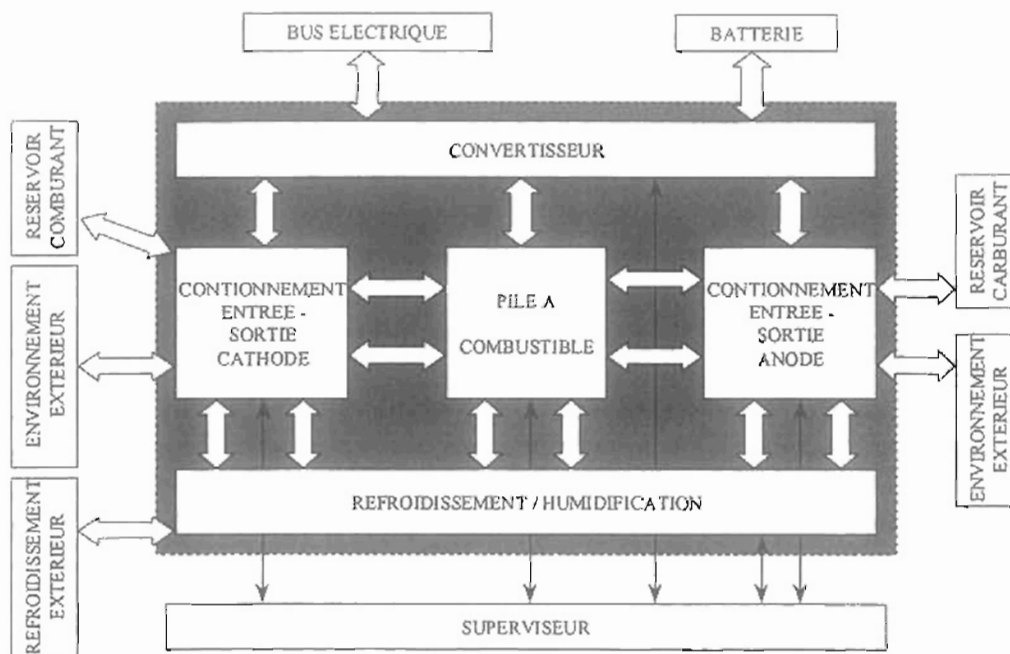 BUS ELECTRIQUE
BATTERIE
CONVERTISSEUR
RESERVOIR
COMBURANT
ENVIRONNEMENT
EXTERIEUR
REFROIDISSEMENT
EXTERIEUR
CONTIONNEMENT
ENTREE -
SORTIE
CATHODE
PILE A
COMBUSTIBLE
CONTIONNEMENT
ENTREE -
SORTIE
ANODE
RESERVOIR
CARBURANT
ENVIRONNEMENT
EXTERIEUR
REFROIDISSEMENT / HUMIDIFICATION
SUPERVISEUR